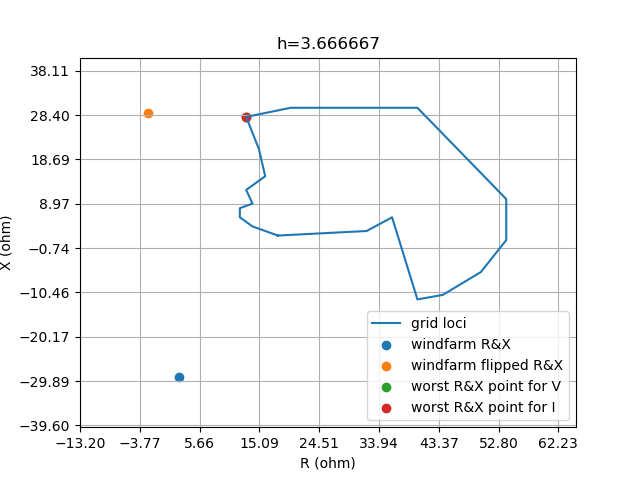 h=3.666667
38.11
28.40
18.69
8.97
−0.74
−10.46
−20.17
−29.89
−39.60
X (ohm)
grid loci
windfarm R&X
windfarm flipped R&X
worst R&X point for V
worst R&X point for I
−13.20 −3.77 5.66 15.09 24.51 33.94 43.37 52.80 62.23
R (ohm)